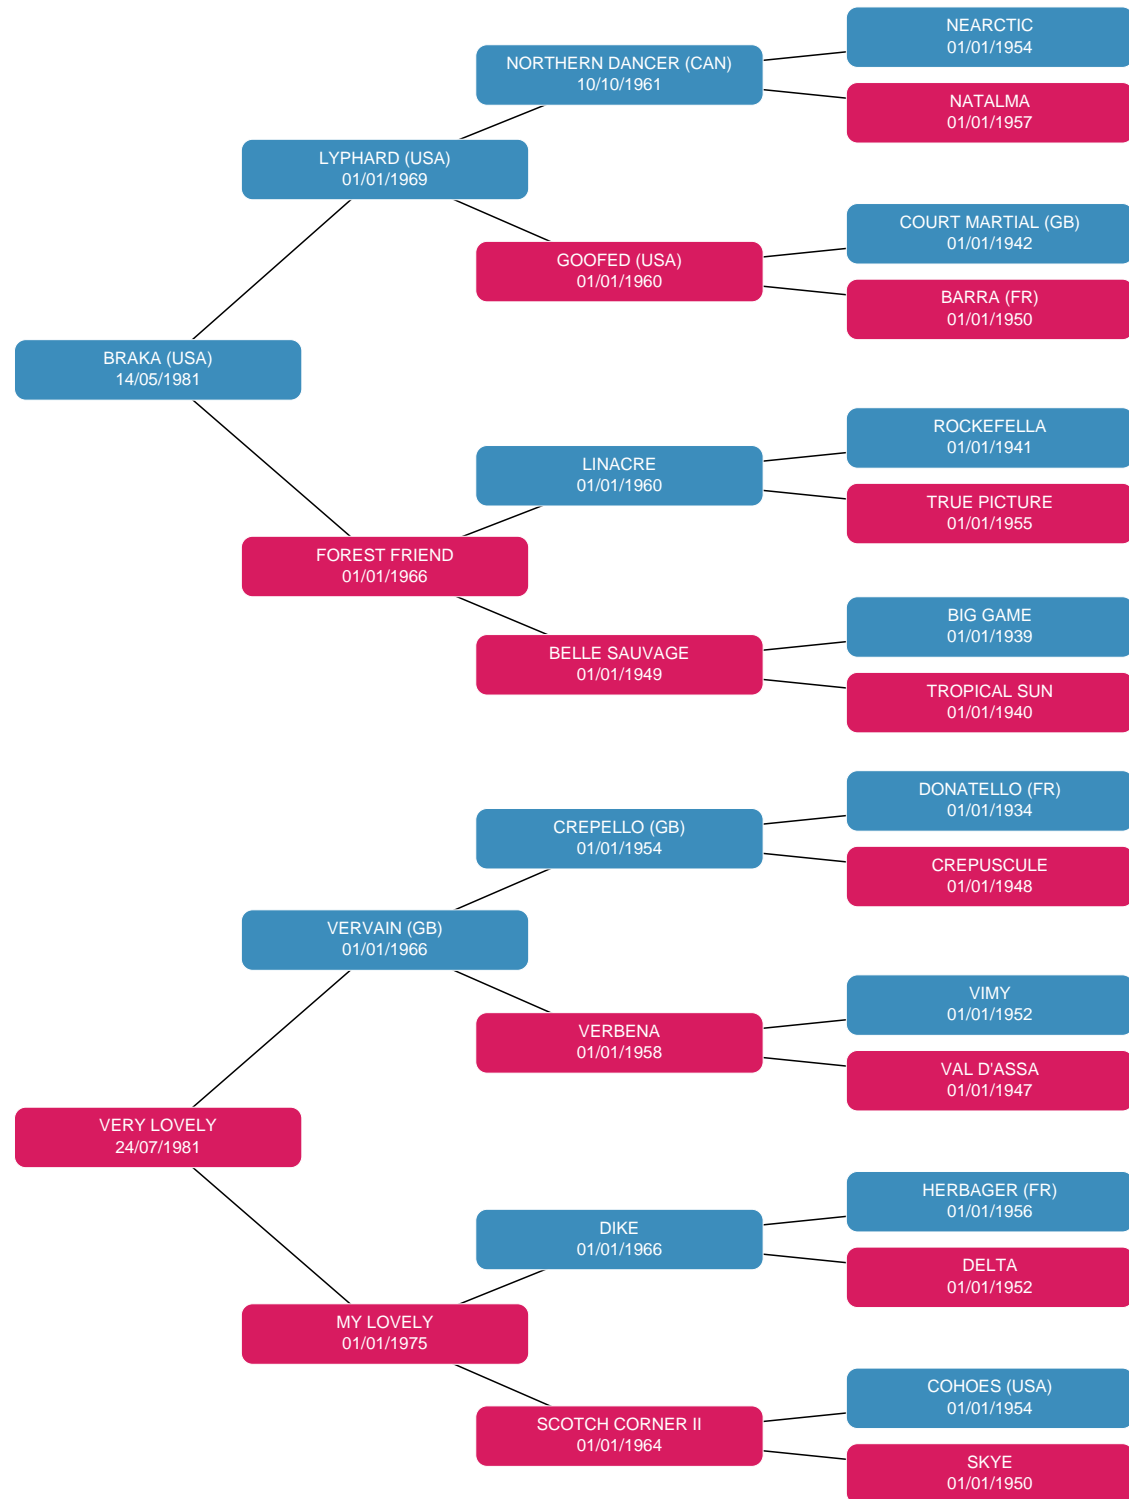 NEARCTIC
01/01/1954
NORTHERN DANCER (CAN)
10/10/1961
NATALMA
01/01/1957
LYPHARD (USA)
01/01/1969
COURT MARTIAL (GB)
01/01/1942
GOOFED (USA)
01/01/1960
BARRA (FR)
01/01/1950
BRAKA (USA)
14/05/1981
ROCKEFELLA
01/01/1941
LINACRE
01/01/1960
TRUE PICTURE
01/01/1955
FOREST FRIEND
01/01/1966
BIG GAME
01/01/1939
BELLE SAUVAGE
01/01/1949
TROPICAL SUN
01/01/1940
DONATELLO (FR)
01/01/1934
CREPELLO (GB)
01/01/1954
CREPUSCULE
01/01/1948
VERVAIN (GB)
01/01/1966
VIMY
01/01/1952
VERBENA
01/01/1958
VAL D'ASSA
01/01/1947
VERY LOVELY
24/07/1981
HERBAGER (FR)
01/01/1956
DIKE
01/01/1966
DELTA
01/01/1952
MY LOVELY
01/01/1975
COHOES (USA)
01/01/1954
SCOTCH CORNER II
01/01/1964
SKYE
01/01/1950